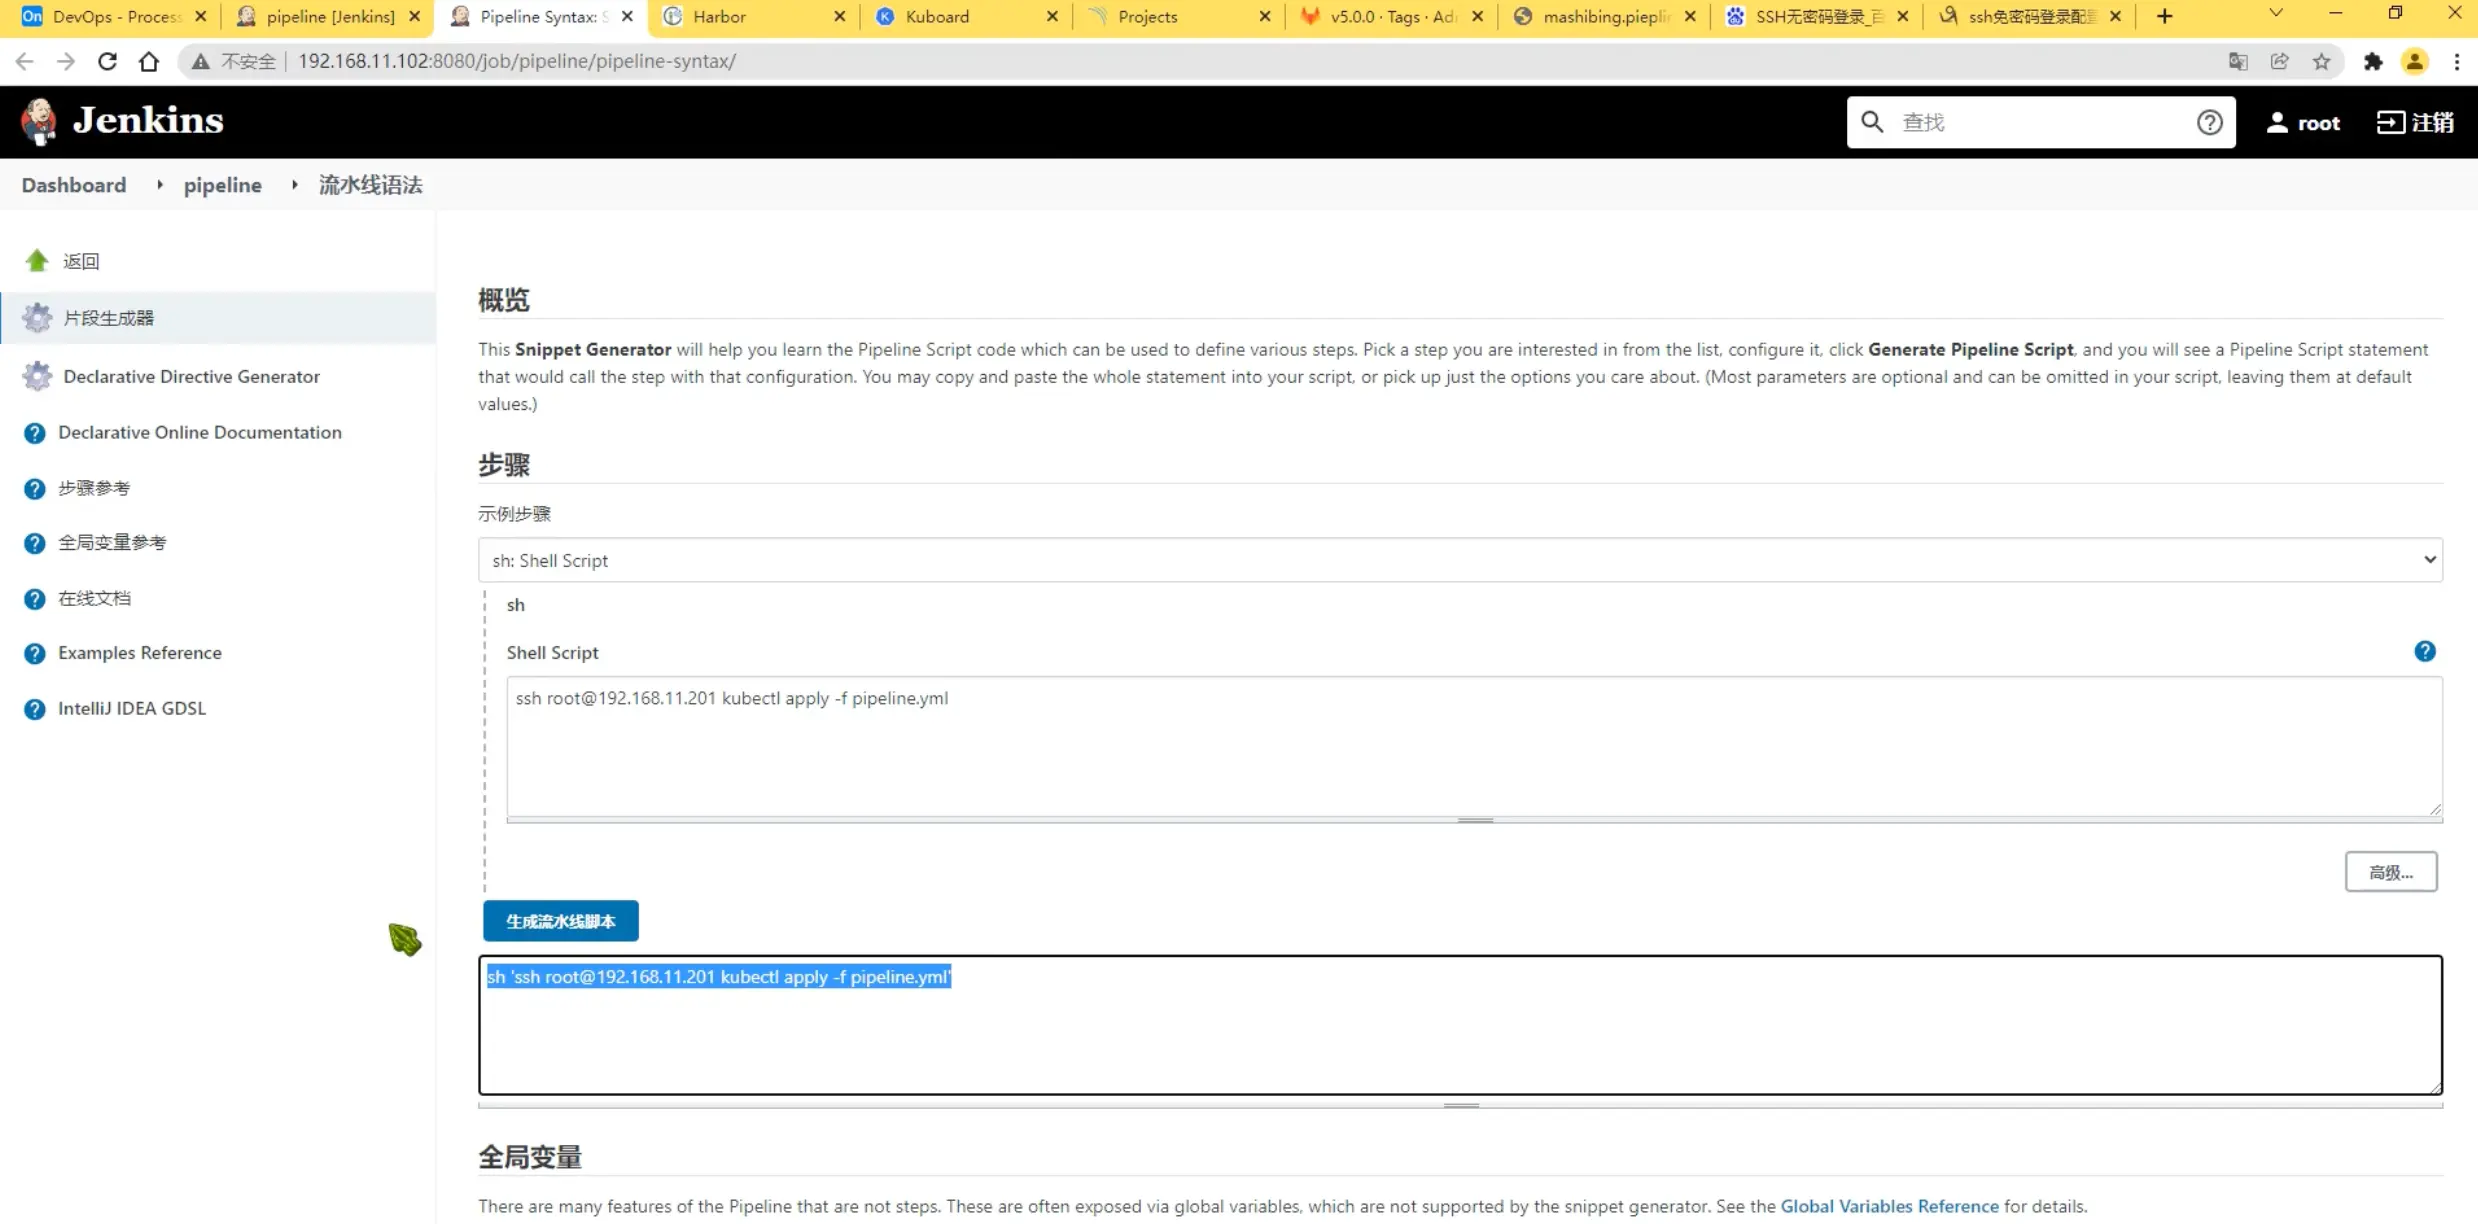 On DevOps - Process
pipeline [Jenkins]
Pipeline Syntax: S
Harbor
Kuboard
Projects
v5.0.0 · Tags · Ad
mashibing.piepli
SSH无密码登录_百
ssh免密码登录配置
不安全 | 192.168.11.102:8080/job/pipeline/pipeline-syntax/
Jenkins
查找
root
注销
Dashboard
pipeline
流水线语法
返回
片段生成器
Declarative Directive Generator
Declarative Online Documentation
步骤参考
全局变量参考
在线文档
Examples Reference
IntelliJ IDEA GDSL
概览
This Snippet Generator will help you learn the Pipeline Script code which can be used to define various steps. Pick a step you are interested in from the list, configure it, click Generate Pipeline Script, and you will see a Pipeline Script statement
that would call the step with that configuration. You may copy and paste the whole statement into your script, or pick up just the options you care about. (Most parameters are optional and can be omitted in your script, leaving them at default
values.)
步骤
示例步骤
sh: Shell Script
sh
Shell Script
ssh root@192.168.11.201 kubectl apply -f pipeline.yml
高级...
生成流水线脚本
sh 'ssh root@192.168.11.201 kubectl apply -f pipeline.yml'
全局变量
There are many features of the Pipeline that are not steps. These are often exposed via global variables, which are not supported by the snippet generator. See the Global Variables Reference for details.